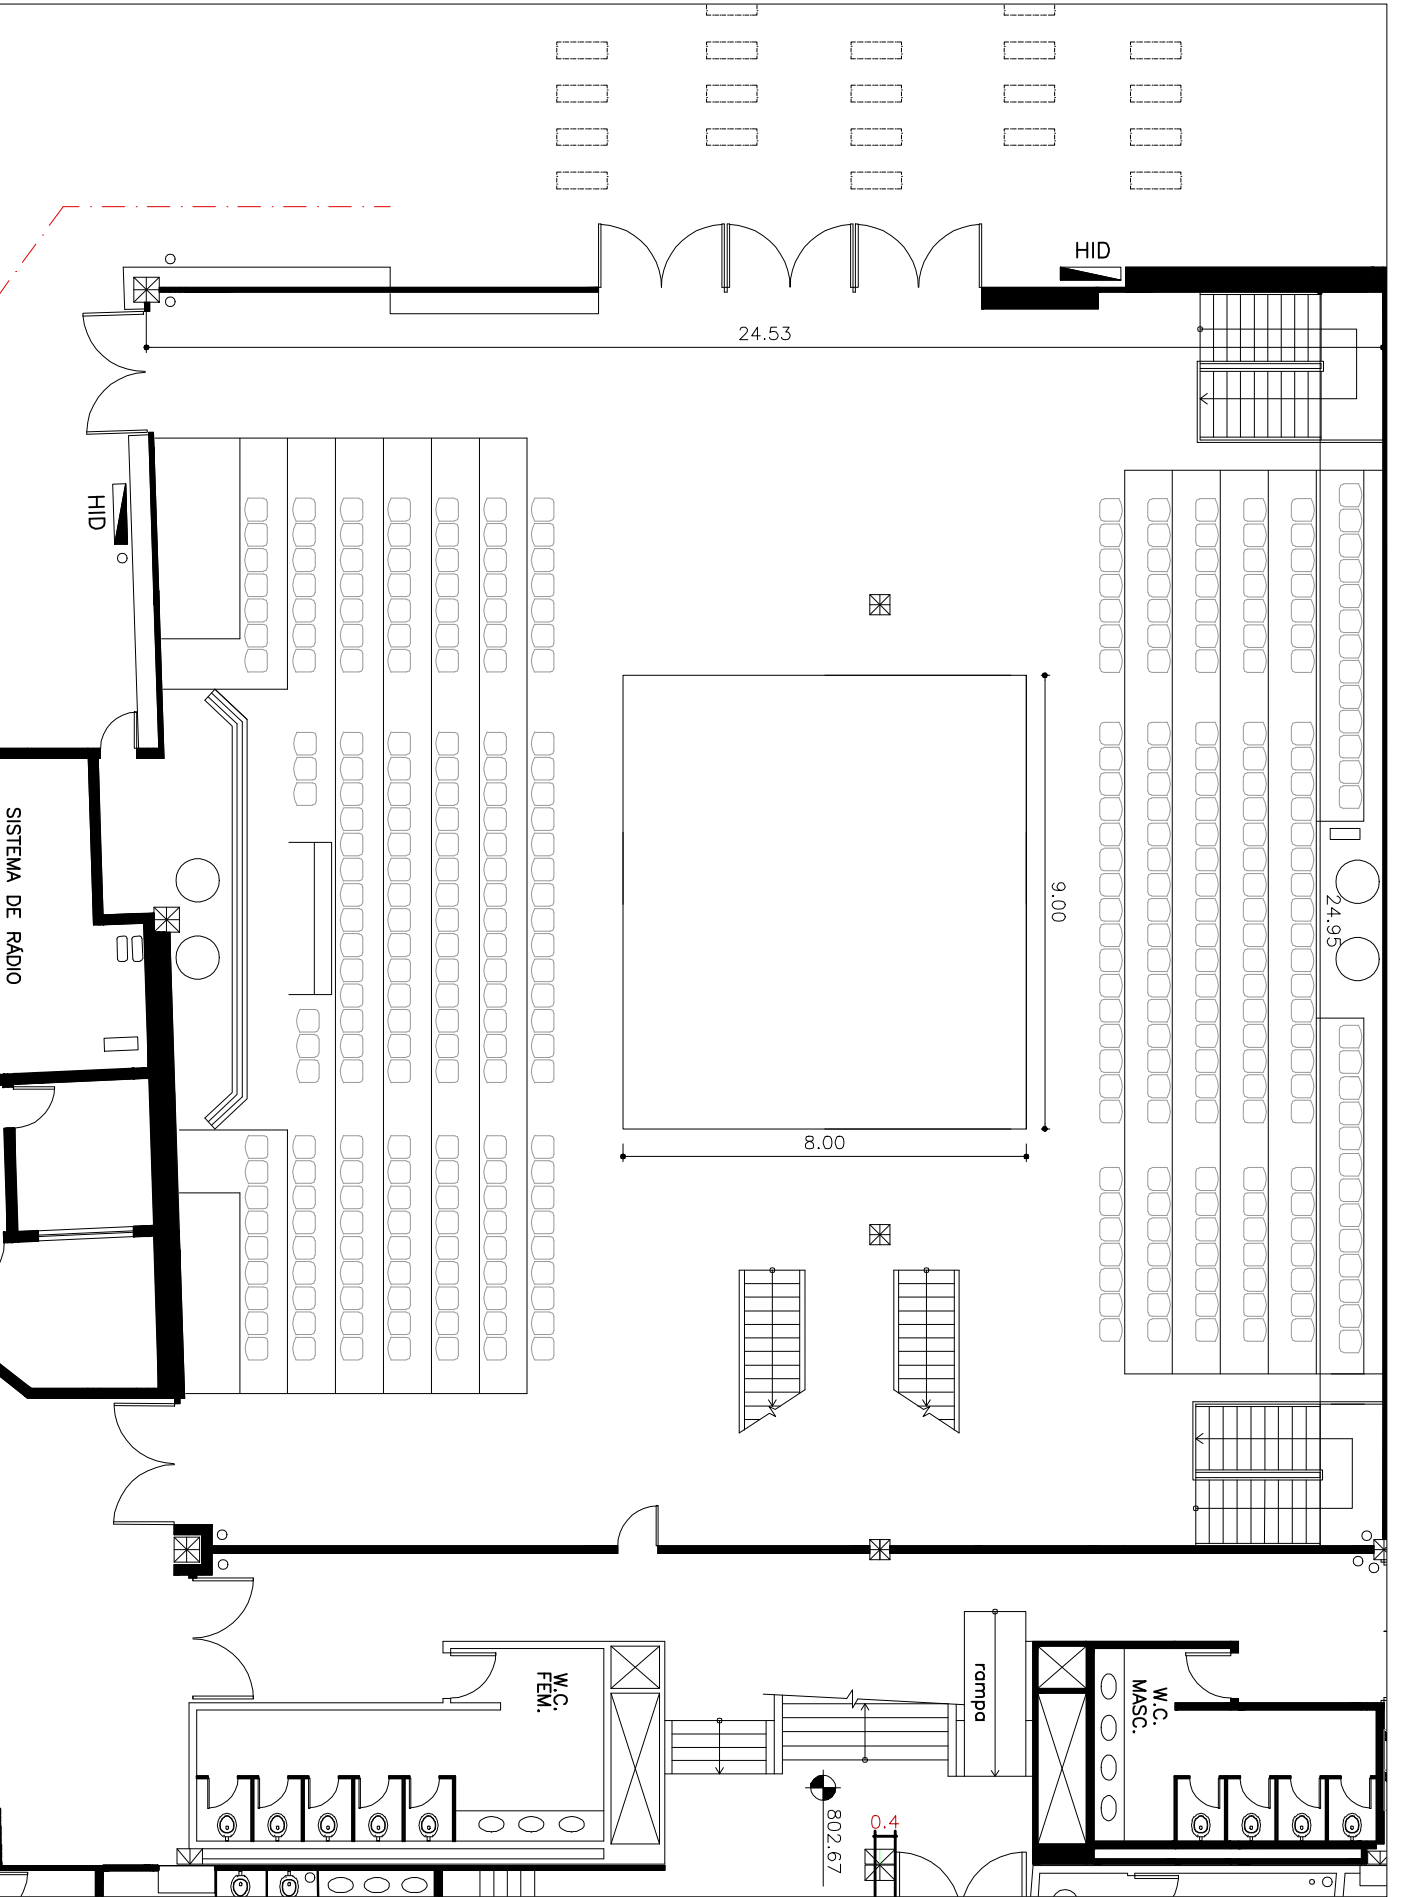 HID
24.53
HID
SISTEMA DE RÁDIO
9.00
24.95
8.00
W.C.
FEM.
rampa
W.C.
MASC.
0.4
802.67